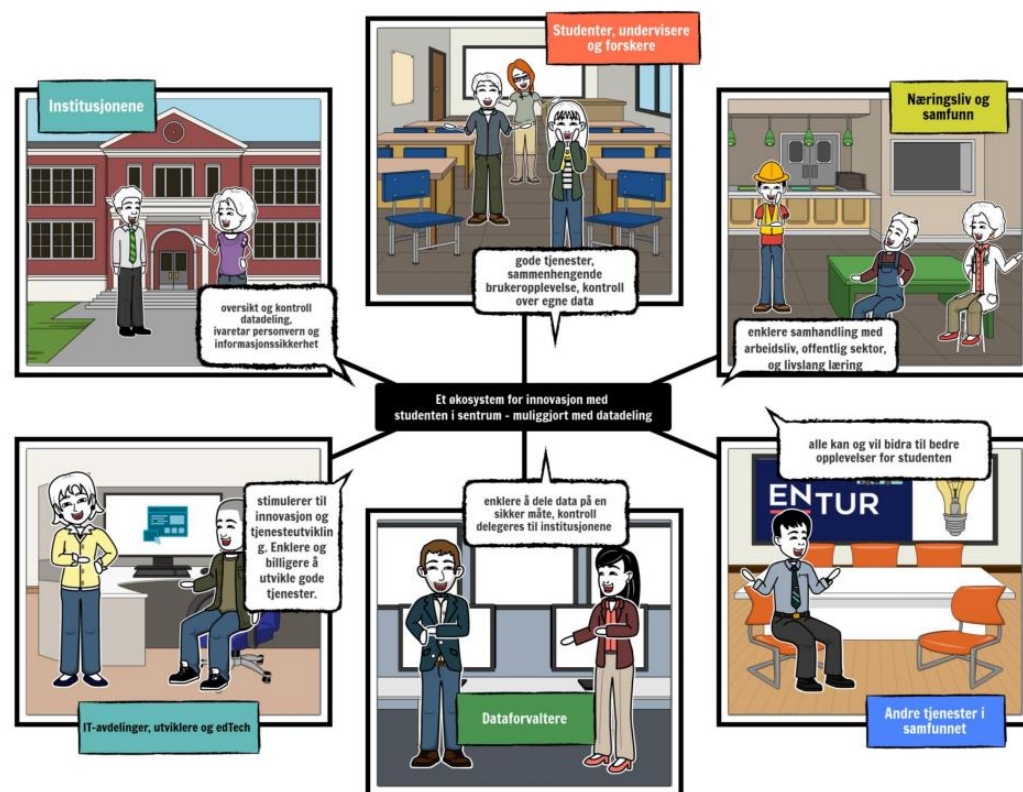 Studenter, undervisere
og forskere
Institusjonene
Næringsliv og
samfunn
gode tjenester,
sammenhengende
brukeropplevelse, kontroll
over egne data
oversikt og kontroll
datadeling,
ivaretar personvern og
informasjonssikkerhet
enklere samhandling med
arbeidsliv, offentlig sektor,
og livslang læring
Et økosystem for innovasjon med
studenten i sentrum - muliggjort med datadeling
stimulerer til
innovasjon og
tjenesteutviklin
g. Enklere og
billigere å
utvikle gode
tjenester.
enklere å dele data på en
sikker måte, kontroll
delegeres til institusjonene
alle kan og vil bidra til bedre
opplevelser for studenten
ENTUR
IT-avdelinger, utviklere og edTech
Dataforvaltere
Andre tjenester i
samfunnet